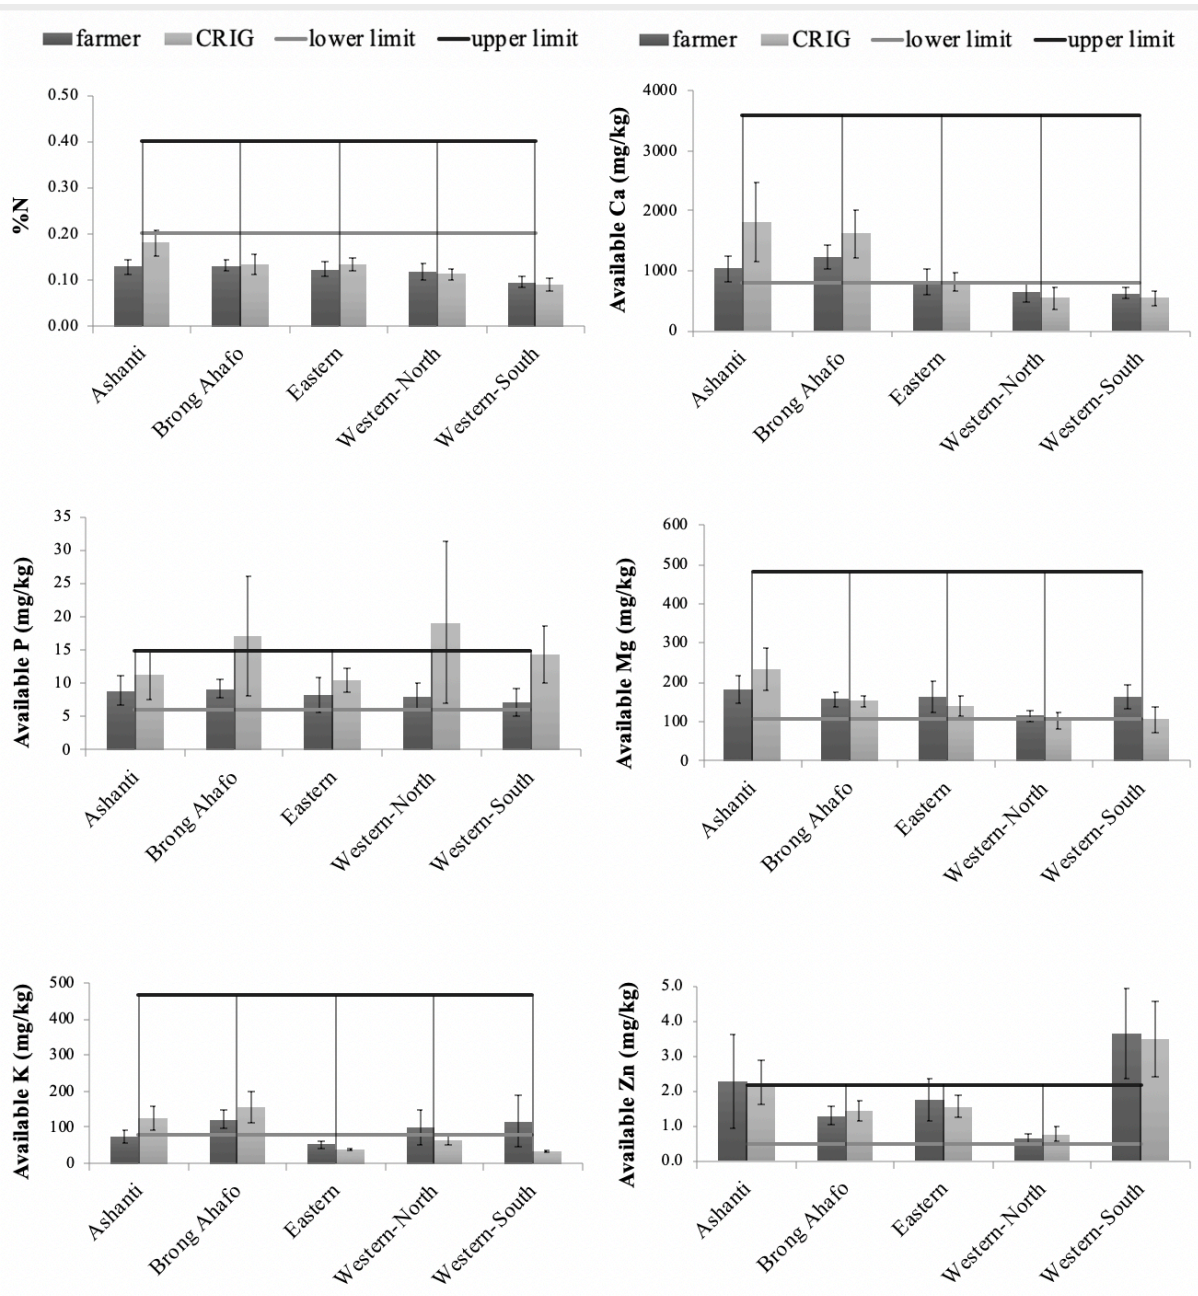 farmer CRIG lower limit upper limit
farmer CRIG lower limit upper limit
%N
0.50
0.40
0.30
0.20
0.10
0.00
Ashanti
Brong Ahafo
Eastern
Western-North
Western-South
Available Ca (mg/kg)
4000
3000
2000
1000
0
Ashanti
Brong Ahafo
Eastern
Western-North
Western-South
Available P (mg/kg)
35
30
25
20
15
10
5
0
Ashanti
Brong Ahafo
Eastern
Western-North
Western-South
Available Mg (mg/kg)
600
500
400
300
200
100
0
Ashanti
Brong Ahafo
Eastern
Western-North
Western-South
Available K (mg/kg)
500
400
300
200
100
0
Ashanti
Brong Ahafo
Eastern
Western-North
Western-South
Available Zn (mg/kg)
5.0
4.0
3.0
2.0
1.0
0.0
Ashanti
Brong Ahafo
Eastern
Western-North
Western-South